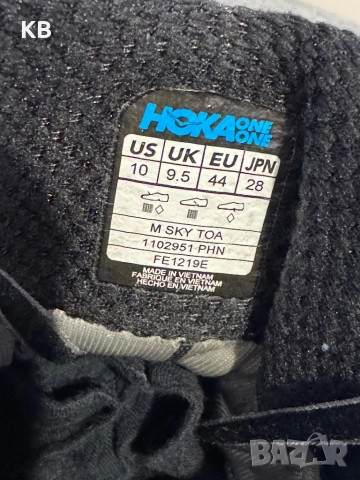 KB
HOKA ONE ONE
US UK EU JPN
10 9.5 44 28
M SKY TOA
1102951 PHN
FE1219E
MADE IN VIETNAM
FABRIQUÉ EN VIETNAM
HECHO EN VIETNAM
BAZAR